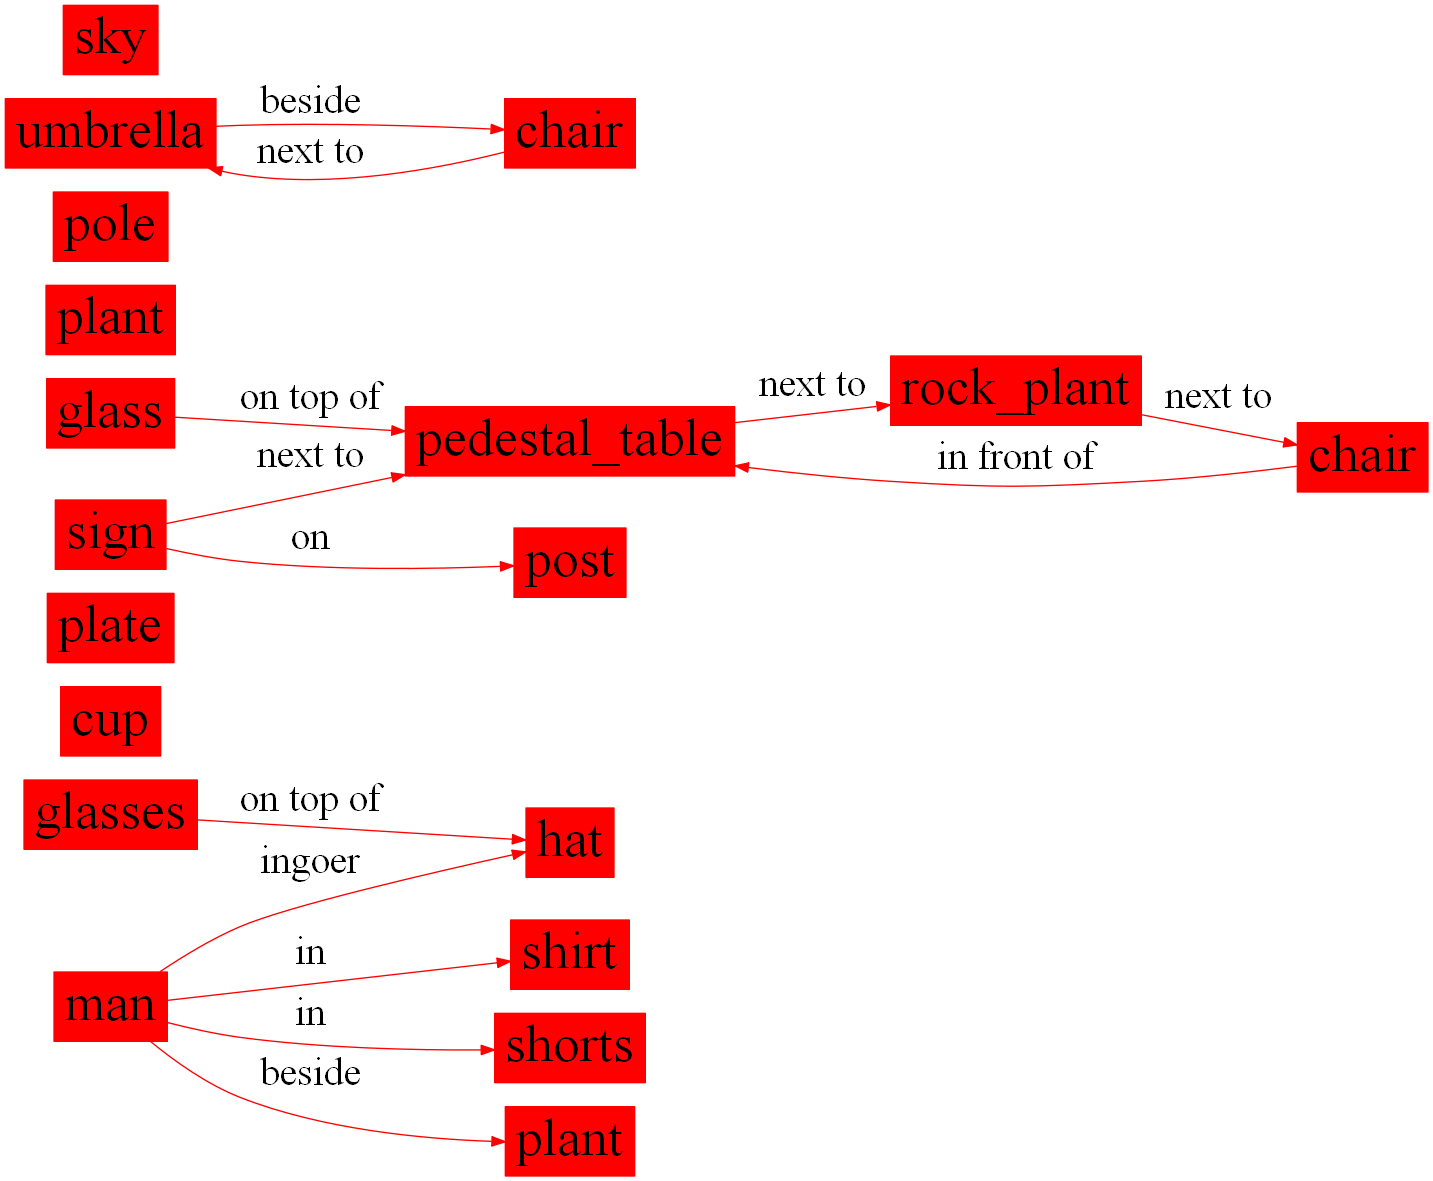 sky
umbrella
beside
chair
next to
pole
plant
glass
on top of
pedestal_table
next to
rock_plant
next to
chair
in front of
next to
sign
on
post
plate
cup
glasses
on top of
hat
ingoer
man
in
shirt
in
shorts
beside
plant